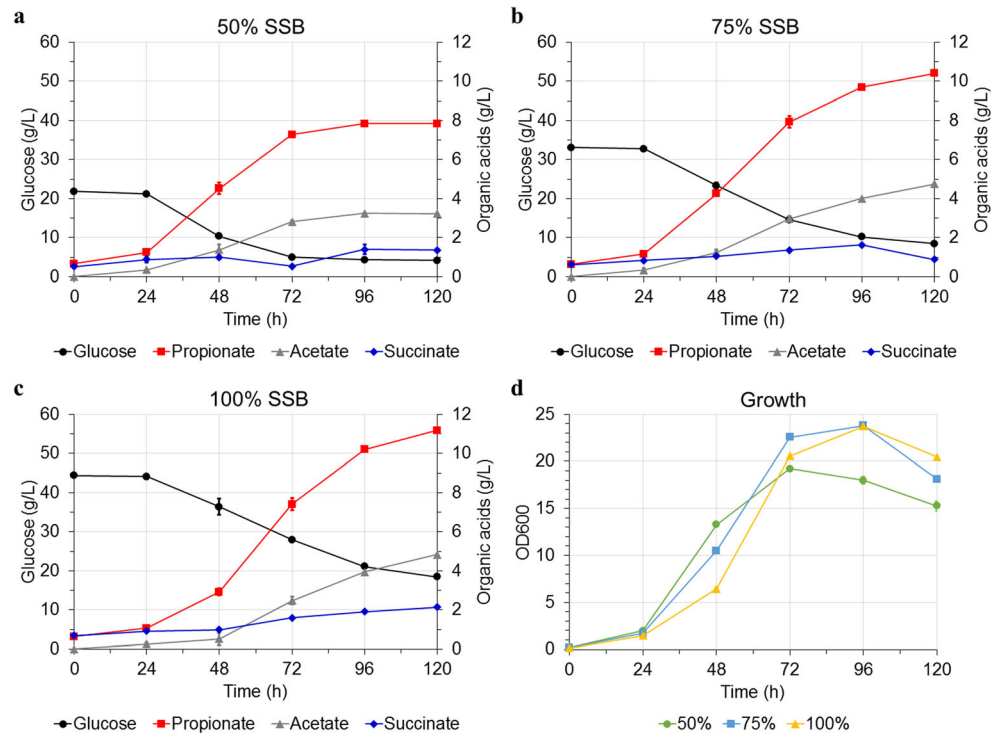 a
50% SSB
Glucose (g/L)
60
50
40
30
20
10
0
12
10
8
6
4
2
0
Organic acids (g/L)
0 24 48 72 96 120
Time (h)
Glucose Propionate Acetate Succinate
b
75% SSB
Glucose (g/L)
60
50
40
30
20
10
0
12
10
8
6
4
2
0
Organic acids (g/L)
0 24 48 72 96 120
Time (h)
Glucose Propionate Acetate Succinate
c
100% SSB
Glucose (g/L)
60
50
40
30
20
10
0
12
10
8
6
4
2
0
Organic acids (g/L)
0 24 48 72 96 120
Time (h)
Glucose Propionate Acetate Succinate
d
Growth
OD600
25
20
15
10
5
0
0 24 48 72 96 120
Time (h)
50% 75% 100%